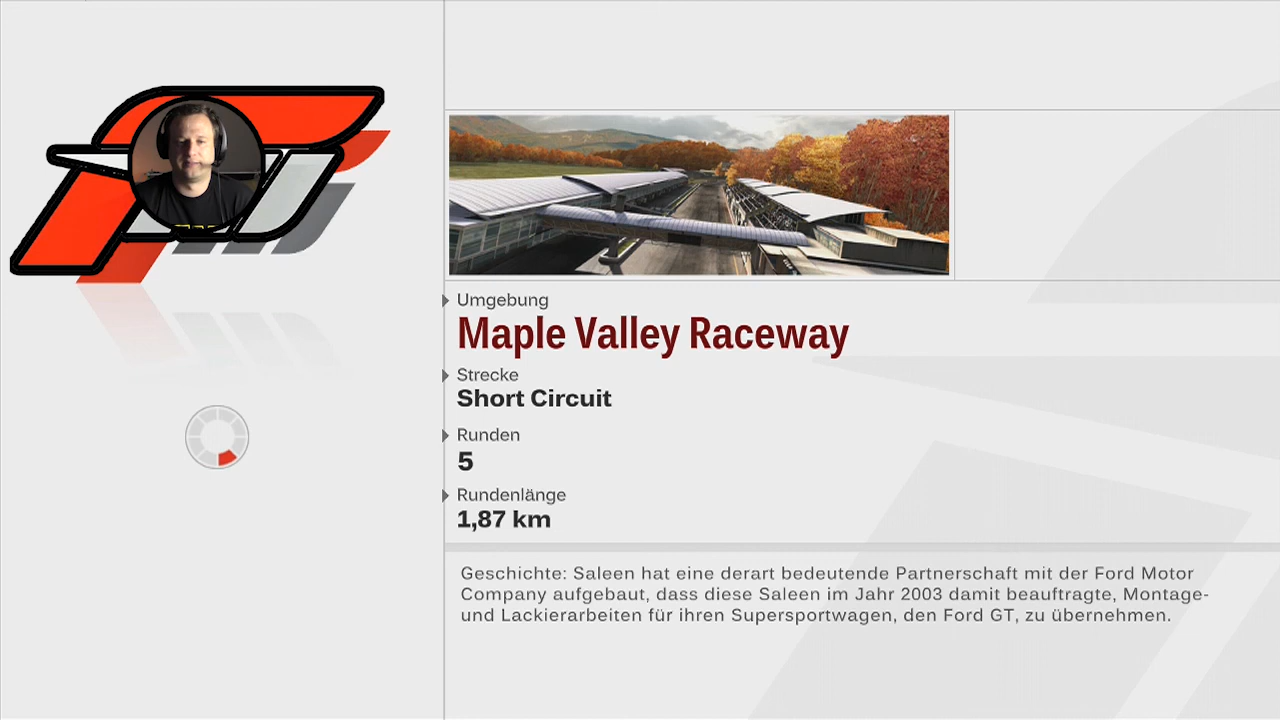 Umgebung
Maple Valley Raceway
Strecke
Short Circuit
Runden
5
Rundenlänge
1,87 km
Geschichte: Saleen hat eine derart bedeutende Partnerschaft mit der Ford Motor
Company aufgebaut, dass diese Saleen im Jahr 2003 damit beauftragte, Montage-
und Lackierarbeiten für ihren Supersportwagen, den Ford GT, zu übernehmen.